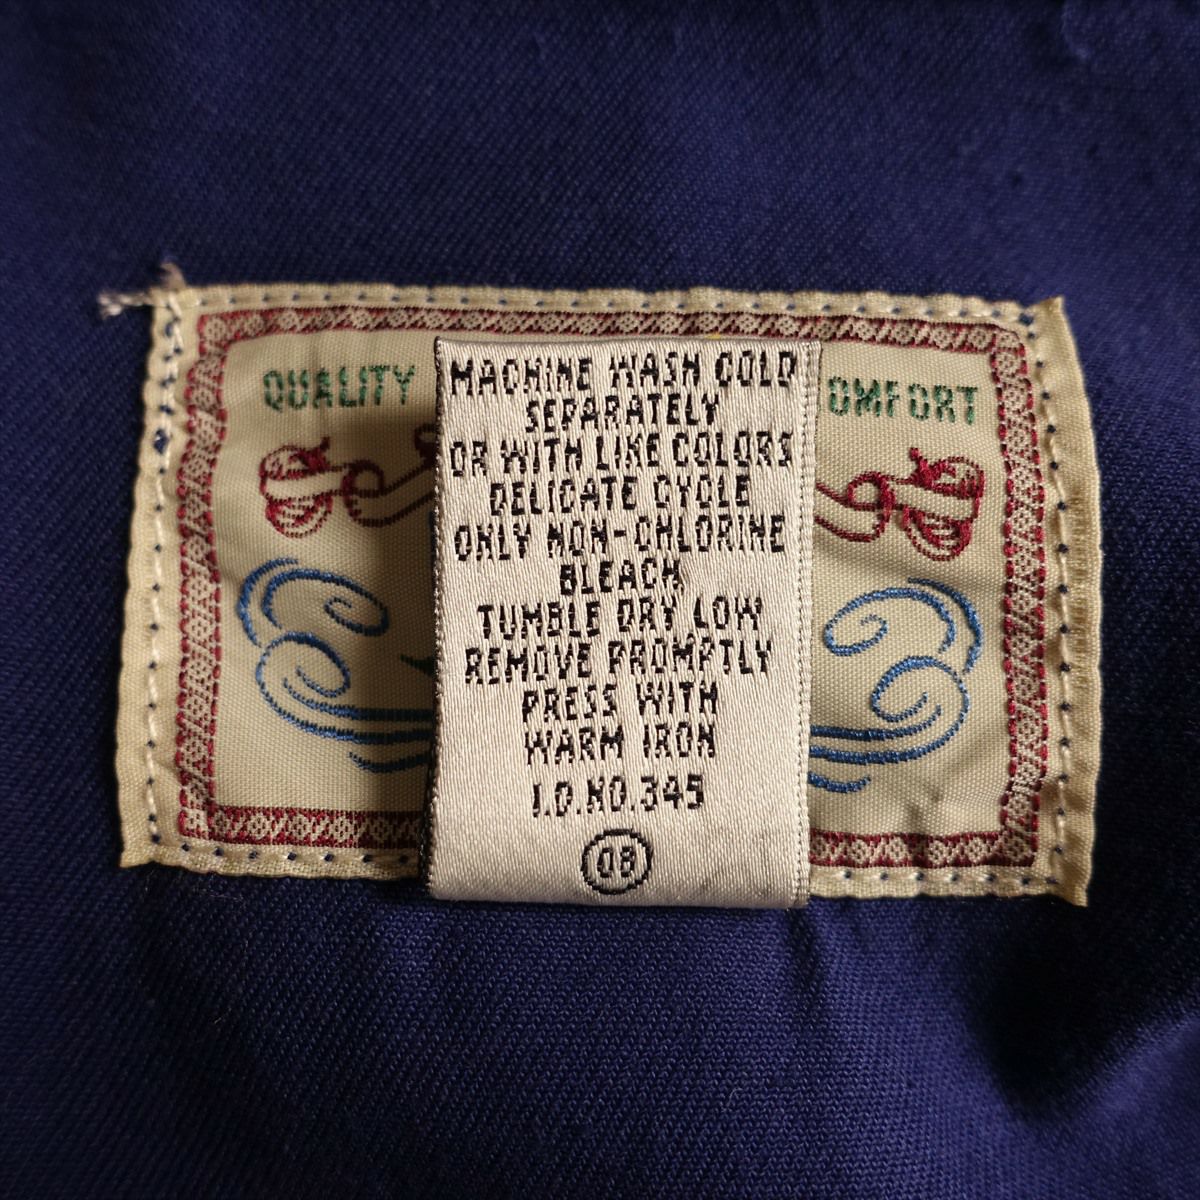 QUALITY
OMFORT
MACHINE WASH COLD
SEPARATELY
OR WITH LIKE COLORS
DELICATE CYCLE
ONLY NON-CHLORINE
BLEACH
TUMBLE DRY LOW
REMOVE PROMPTLY
PRESS WITH
WARM IRON
I.D.NO.345
08